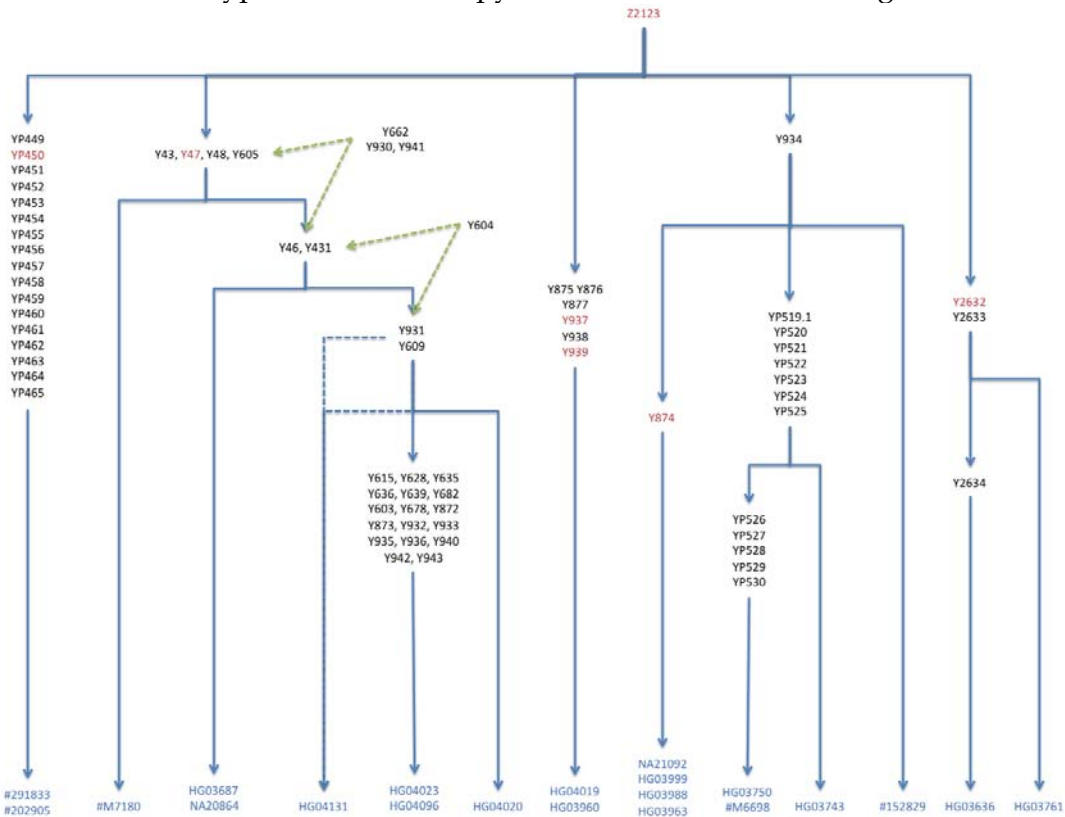 Z2123
YP449
YP450
YP451
YP452
YP453
YP454
YP455
YP456
YP457
YP458
YP459
YP460
YP461
YP462
YP463
YP464
YP465
Y43, Y47, Y48, Y605
Y662
Y930, Y941
Y46, Y431
Y604
Y931
Y609
Y615, Y628, Y635
Y636, Y639, Y682
Y603, Y678, Y872
Y873, Y932, Y933
Y935, Y936, Y940
Y942, Y943
Y875 Y876
Y877
Y937
Y938
Y939
Y934
Y874
YP519.1
YP520
YP521
YP522
YP523
YP524
YP525
YP526
YP527
YP528
YP529
YP530
Y2632
Y2633
Y2634
#291833
#202905
#M7180
HG03687
NA20864
HG04131
HG04023
HG04096
HG04020
HG04019
HG03960
NA21092
HG03999
HG03988
HG03963
HG03750
#M6698
HG03743
#152829
HG03636
HG03761